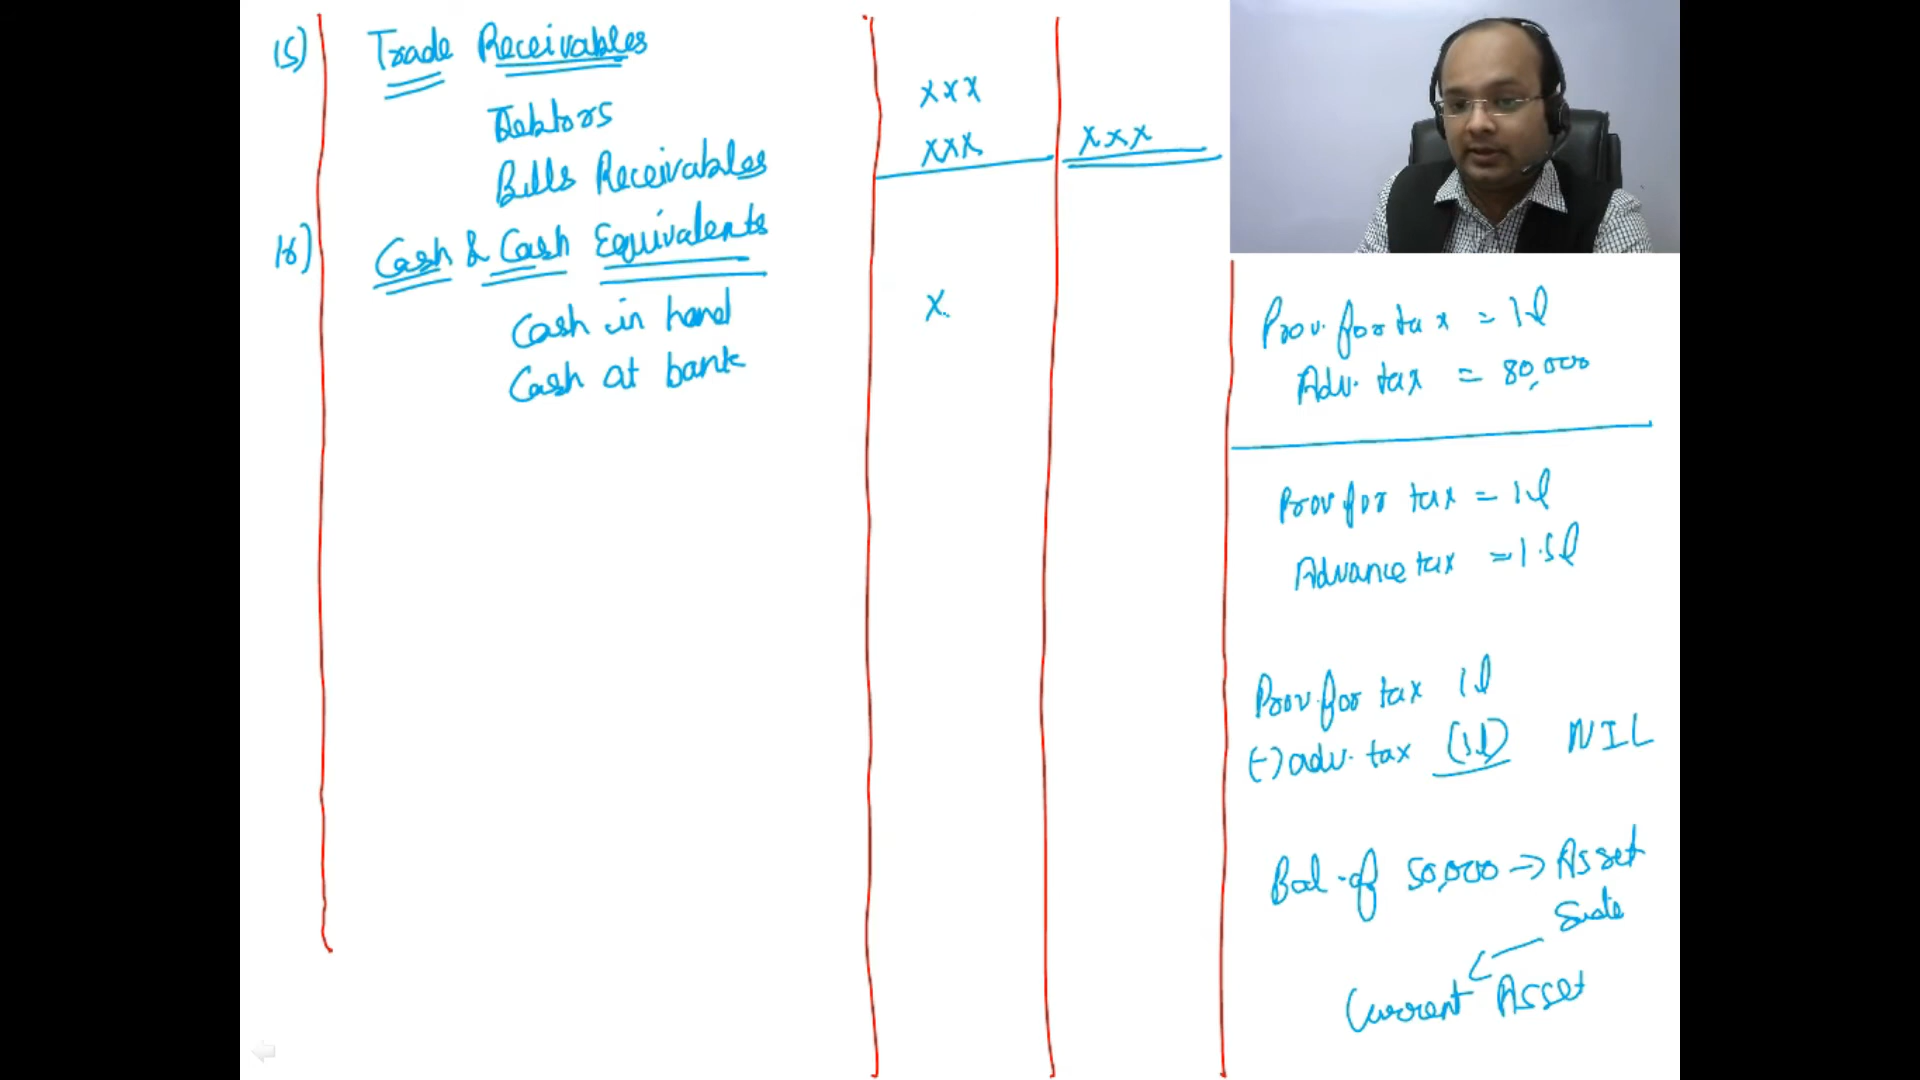 15) Trade Receivables
Debtors xxx
Bills Receivables xxx xxx
16) Cash & Cash Equivalents
Cash in hand x
Cash at bank
Prov. for tax = 1l
Adv. tax = 80,000
Prov for tax = 1l
Advance tax = 1.5l
Prov. for tax 1l
(-) adv. tax (1l) NIL
Bal. of 50,000 → Asset
Side
Current Asset